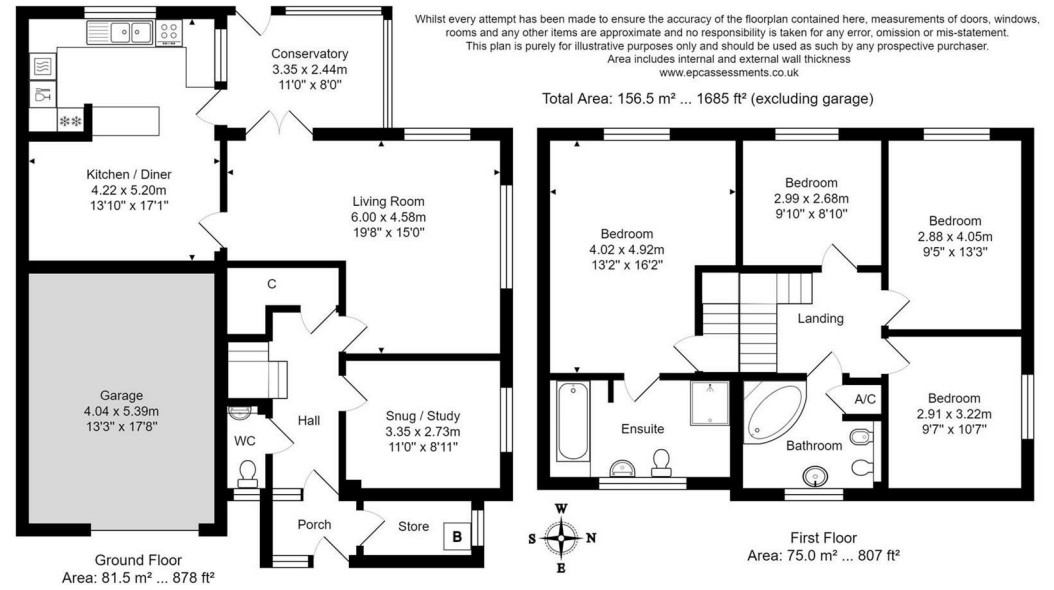 Whilst every attempt has been made to ensure the accuracy of the floorplan contained here, measurements of doors, windows,
rooms and any other items are approximate and no responsibility is taken for any error, omission or mis-statement.
This plan is purely for illustrative purposes only and should be used as such by any prospective purchaser.
Area includes internal and external wall thickness
www.epcassessments.co.uk
Total Area: 156.5 m² ... 1685 ft² (excluding garage)
Conservatory
3.35 x 2.44m
11'0" x 8'0"
Kitchen / Diner
4.22 x 5.20m
13'10" x 17'1"
Living Room
6.00 x 4.58m
19'8" x 15'0"
C
Garage
4.04 x 5.39m
13'3" x 17'8"
Hall
Snug / Study
3.35 x 2.73m
11'0" x 8'11"
WC
Porch
Store
B
Ground Floor
Area: 81.5 m² ... 878 ft²
Bedroom
4.02 x 4.92m
13'2" x 16'2"
Bedroom
2.99 x 2.68m
9'10" x 8'10"
Bedroom
2.88 x 4.05m
9'5" x 13'3"
Landing
Bedroom
2.91 x 3.22m
9'7" x 10'7"
A/C
Ensuite
Bathroom
W
S
N
E
First Floor
Area: 75.0 m² ... 807 ft²